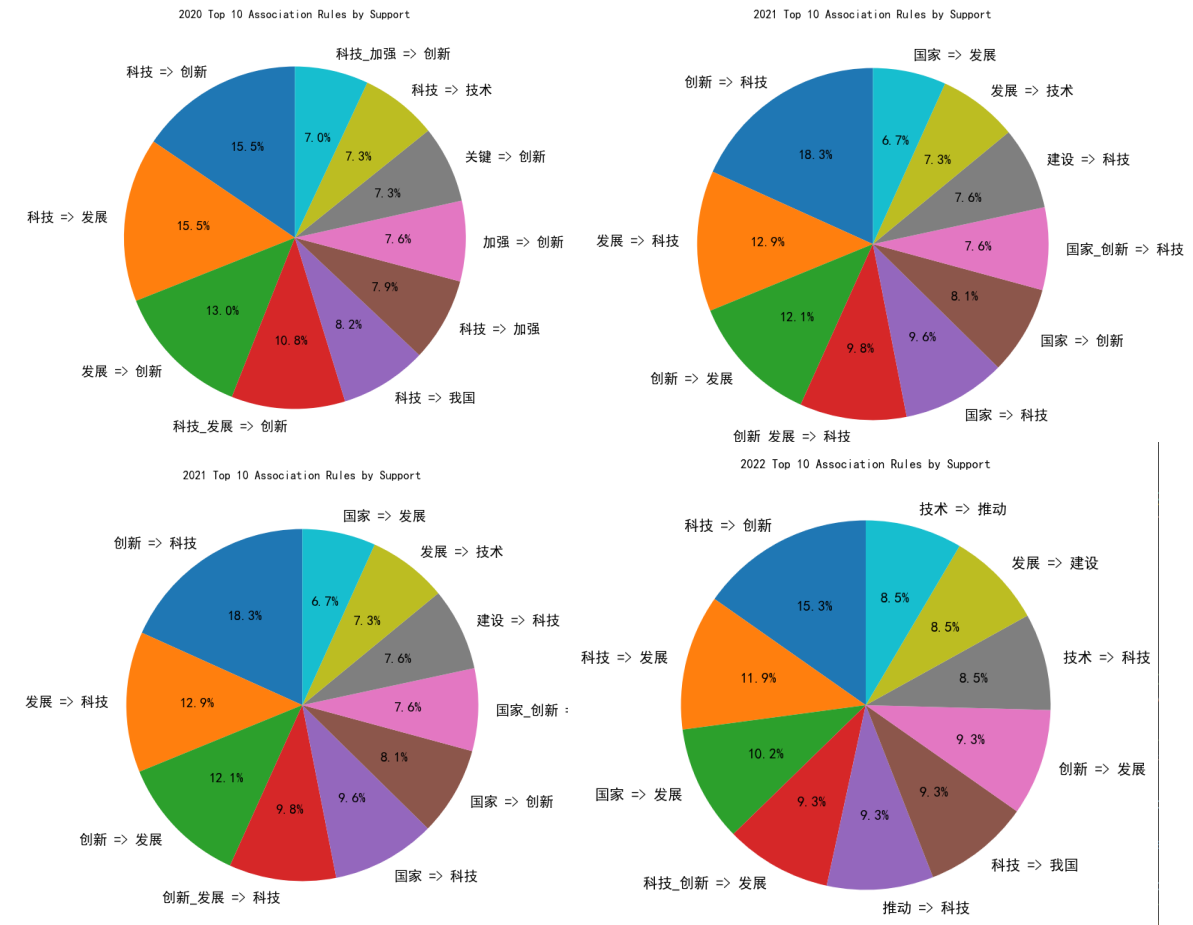 2020 Top 10 Association Rules by Support
科技_加强 => 创新
科技 => 创新
科技 => 技术
关键 => 创新
科技 => 发展
加强 => 创新
科技 => 加强
发展 => 创新
科技 => 我国
科技_发展 => 创新
15.5%
7.0%
7.3%
7.3%
15.5%
7.6%
7.9%
13.0%
8.2%
10.8%
2021 Top 10 Association Rules by Support
国家 => 发展
创新 => 科技
发展 => 技术
建设 => 科技
发展 => 科技
国家_创新 => 科技
国家 => 创新
创新 => 发展
国家 => 科技
创新 发展 => 科技
18.3%
6.7%
7.3%
7.6%
12.9%
7.6%
8.1%
12.1%
9.6%
9.8%
2021 Top 10 Association Rules by Support
国家 => 发展
创新 => 科技
发展 => 技术
建设 => 科技
发展 => 科技
国家_创新 :
国家 => 创新
创新 => 发展
国家 => 科技
创新_发展 => 科技
18.3%
6.7%
7.3%
7.6%
12.9%
7.6%
8.1%
12.1%
9.6%
9.8%
2022 Top 10 Association Rules by Support
技术 => 推动
科技 => 创新
发展 => 建设
科技 => 发展
技术 => 科技
创新 => 发展
国家 => 发展
科技 => 我国
科技_创新 => 发展
推动 => 科技
15.3%
8.5%
8.5%
11.9%
8.5%
9.3%
10.2%
9.3%
9.3%
9.3%